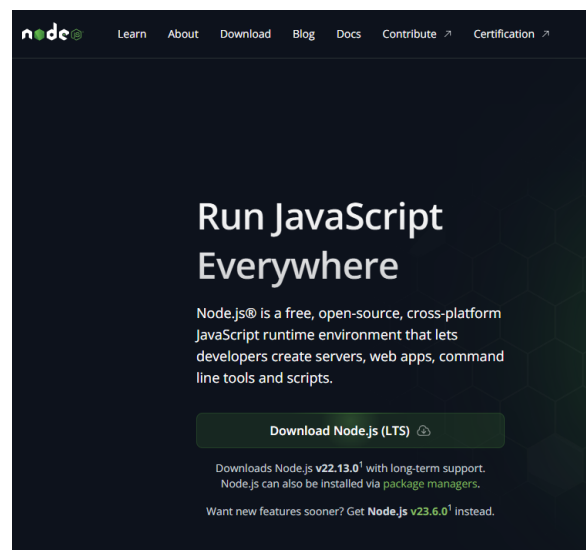 node
Learn About Download Blog Docs Contribute ↗ Certification ↗
Run JavaScript
Everywhere
Node.js® is a free, open-source, cross-platform
JavaScript runtime environment that lets
developers create servers, web apps, command
line tools and scripts.
Download Node.js (LTS)
Downloads Node.js v22.13.0¹ with long-term support.
Node.js can also be installed via package managers.
Want new features sooner? Get Node.js v23.6.0¹ instead.